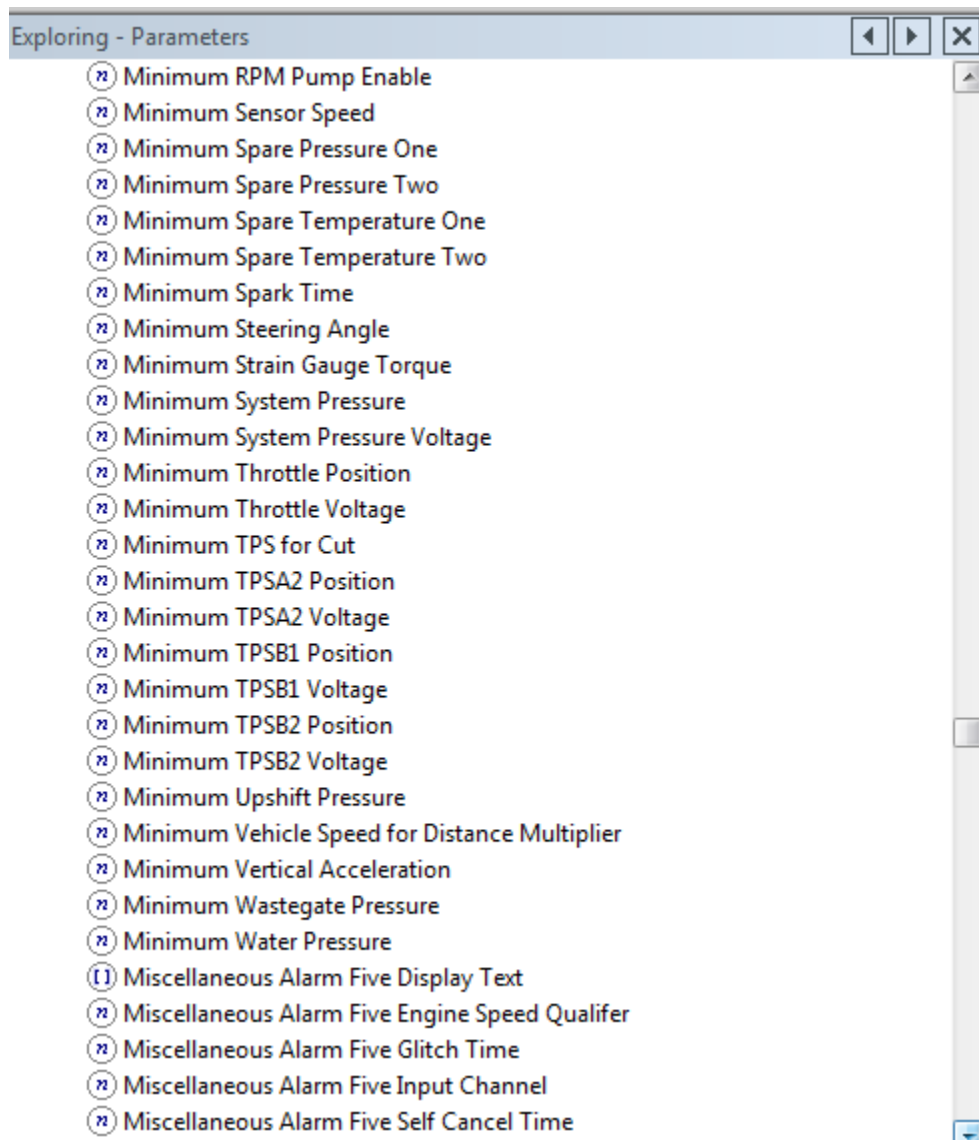 Exploring - Parameters
Minimum RPM Pump Enable
Minimum Sensor Speed
Minimum Spare Pressure One
Minimum Spare Pressure Two
Minimum Spare Temperature One
Minimum Spare Temperature Two
Minimum Spark Time
Minimum Steering Angle
Minimum Strain Gauge Torque
Minimum System Pressure
Minimum System Pressure Voltage
Minimum Throttle Position
Minimum Throttle Voltage
Minimum TPS for Cut
Minimum TPSA2 Position
Minimum TPSA2 Voltage
Minimum TPSB1 Position
Minimum TPSB1 Voltage
Minimum TPSB2 Position
Minimum TPSB2 Voltage
Minimum Upshift Pressure
Minimum Vehicle Speed for Distance Multiplier
Minimum Vertical Acceleration
Minimum Wastegate Pressure
Minimum Water Pressure
Miscellaneous Alarm Five Display Text
Miscellaneous Alarm Five Engine Speed Qualifer
Miscellaneous Alarm Five Glitch Time
Miscellaneous Alarm Five Input Channel
Miscellaneous Alarm Five Self Cancel Time